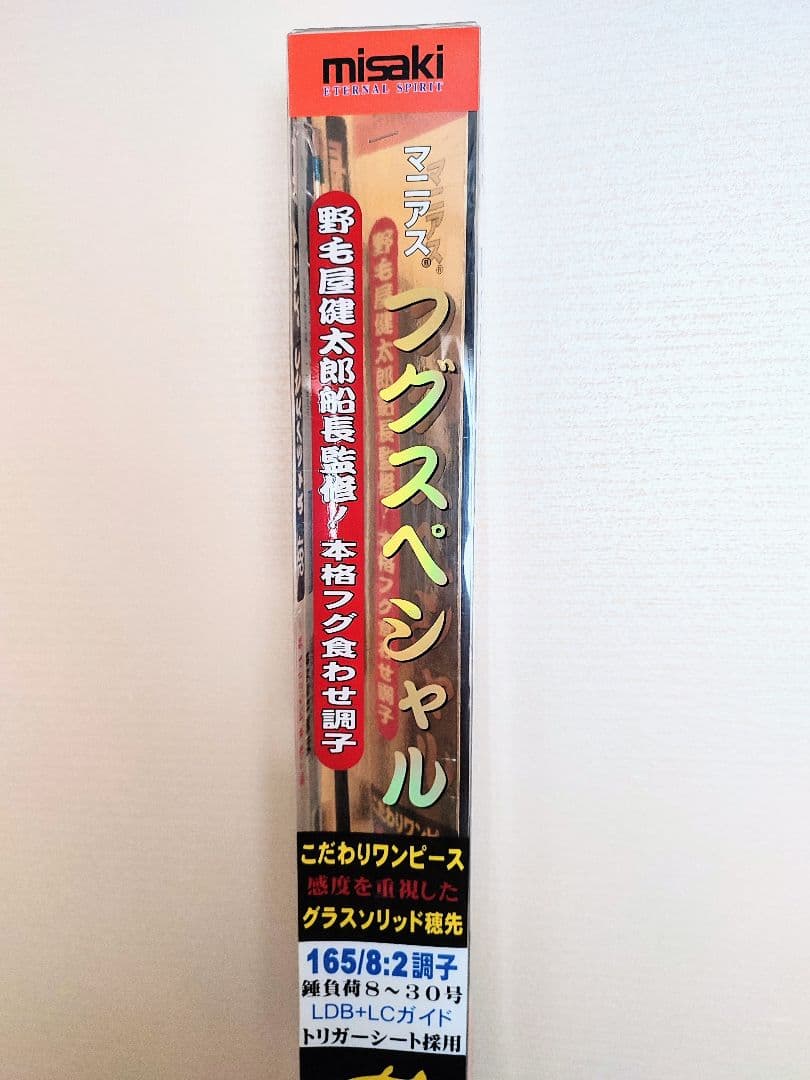 misaki
ETERNAL SPIRIT
マニアス®
フグスペシャル
野毛屋健太郎船長監修！本格フグ食わせ調子
こだわりワンピース
感度を重視した
グラスソリッド穂先
165/8:2調子
錘負荷8～30号
LDB+LCガイド
トリガーシート採用